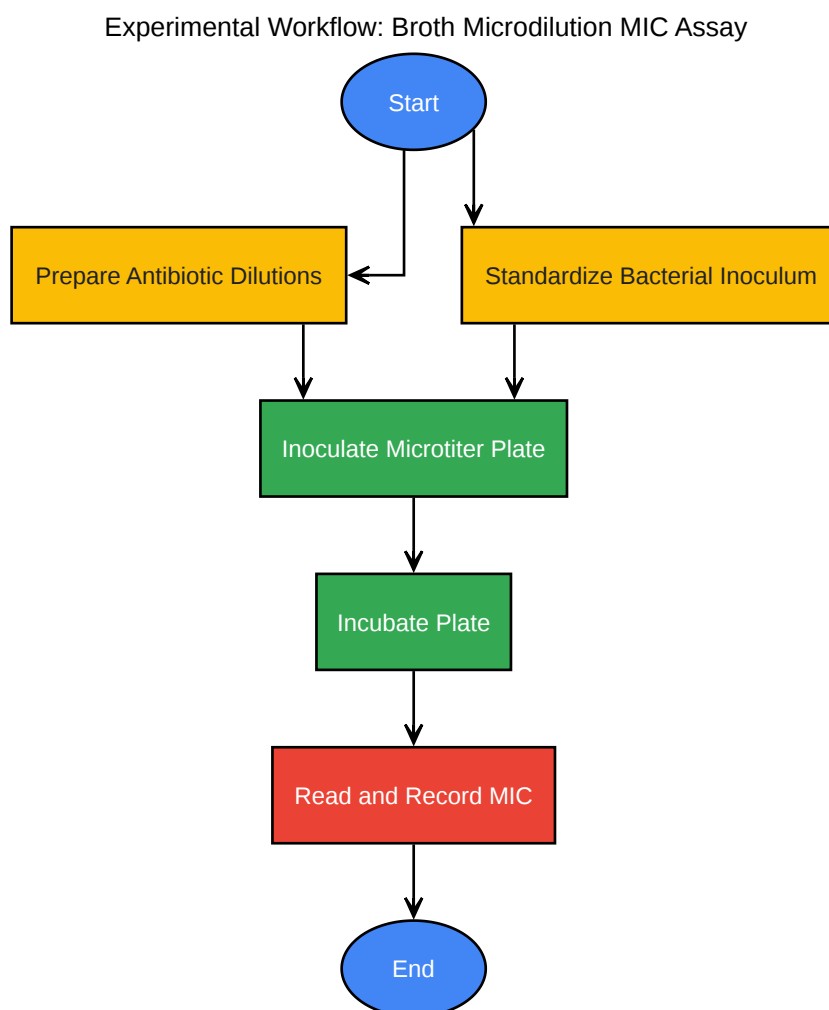 Experimental Workflow: Broth Microdilution MIC Assay
Start
Prepare Antibiotic Dilutions
Standardize Bacterial Inoculum
Inoculate Microtiter Plate
Incubate Plate
Read and Record MIC
End